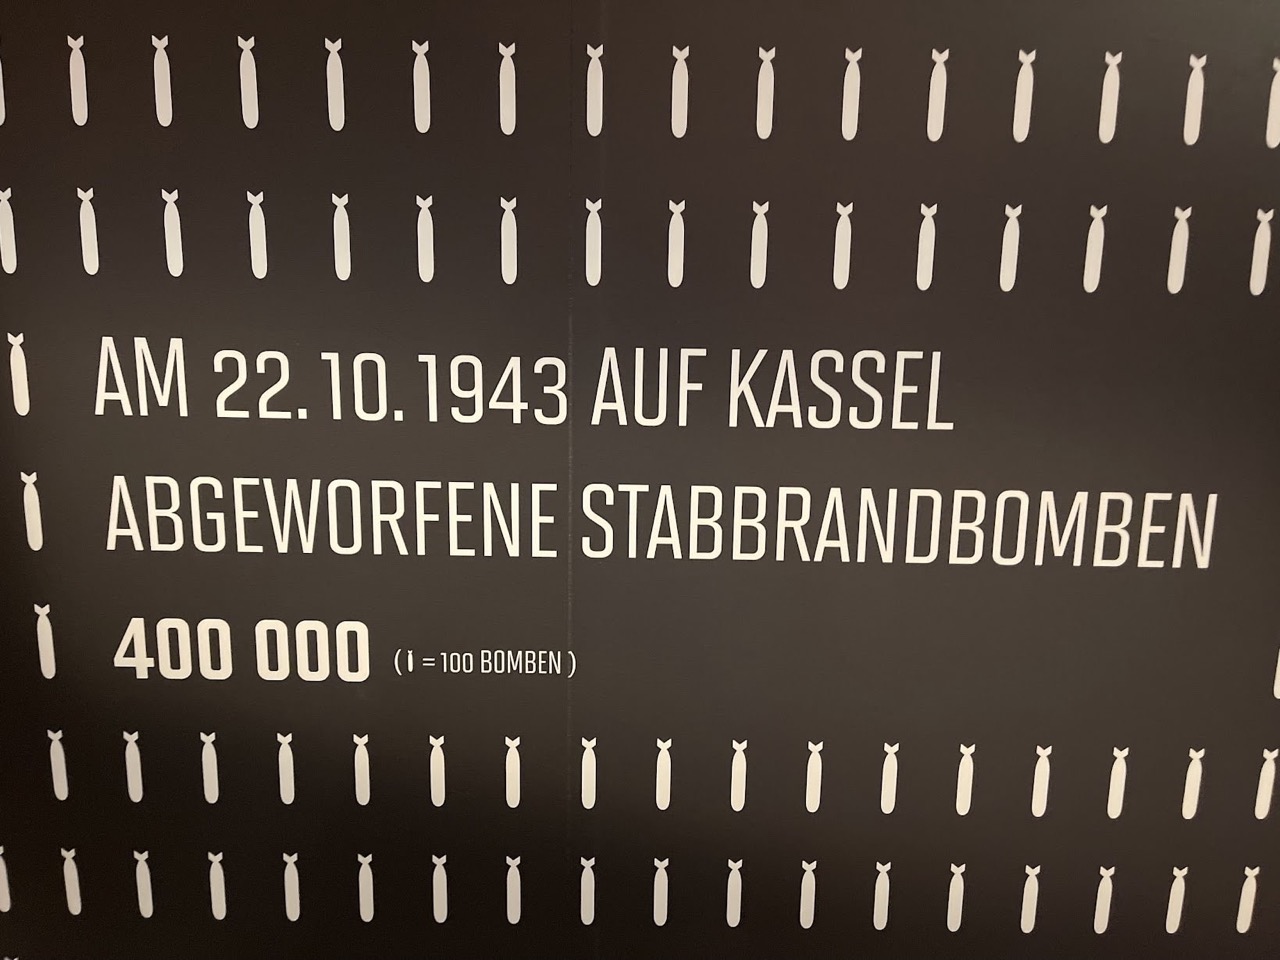 AM 22.10.1943 AUF KASSEL
ABGEWORFENE STABBRANDBOMBEN
400 000 ( = 100 BOMBEN )